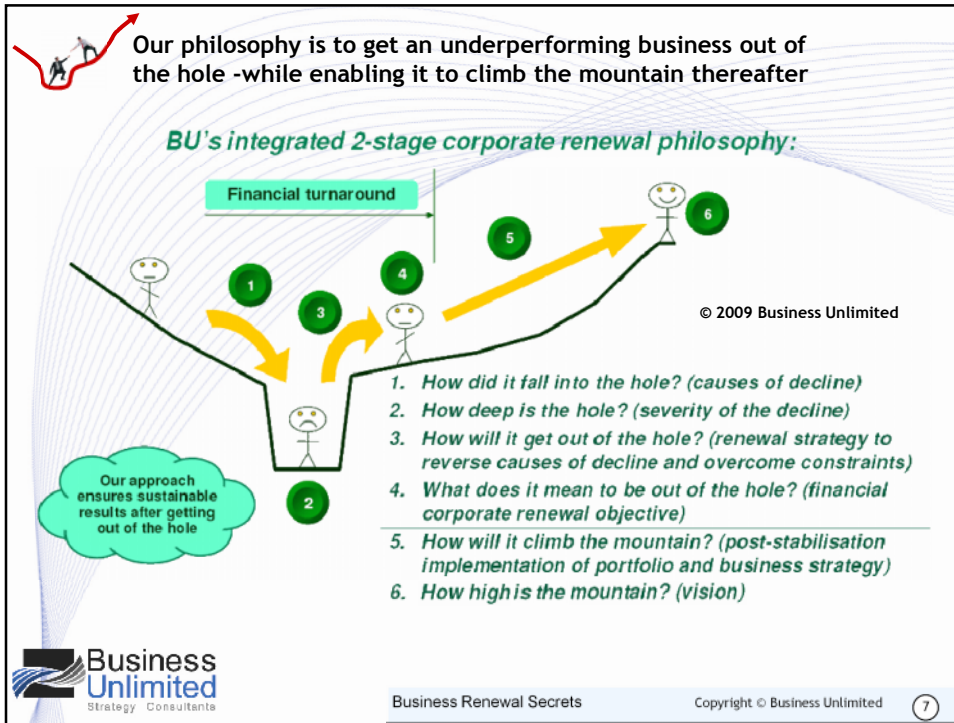 Our philosophy is to get an underperforming business out of
the hole -while enabling it to climb the mountain thereafter
BU's integrated 2-stage corporate renewal philosophy:
Financial turnaround
6
5
4
1
3
© 2009 Business Unlimited
2
Our approach
ensures sustainable
results after getting
out of the hole
1. How did it fall into the hole? (causes of decline)
2. How deep is the hole? (severity of the decline)
3. How will it get out of the hole? (renewal strategy to
reverse causes of decline and overcome constraints)
4. What does it mean to be out of the hole? (financial
corporate renewal objective)
5. How will it climb the mountain? (post-stabilisation
implementation of portfolio and business strategy)
6. How high is the mountain? (vision)
Business
Unlimited
Strategy Consultants
Business Renewal Secrets
Copyright © Business Unlimited
7